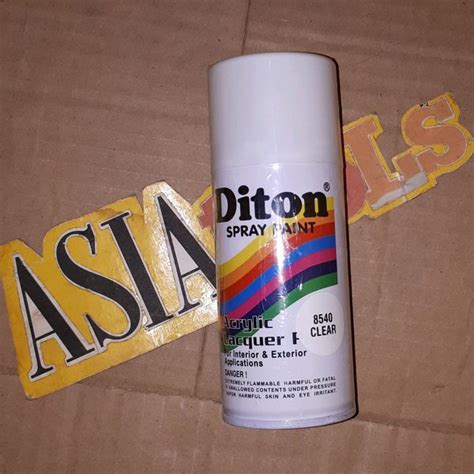 ASIA
LS
Diton®
SPRAY PAINT
8540
CLEAR
Acrylic
Lacquer
For Interior & Exterior
Applications
DANGER!
EXTREMELY FLAMMABLE HARMFUL OR FATAL
IF SWALLOWED CONTENTS UNDER PRESSURE
VAPOR HARMFUL SKIN AND EYE IRRITANT.